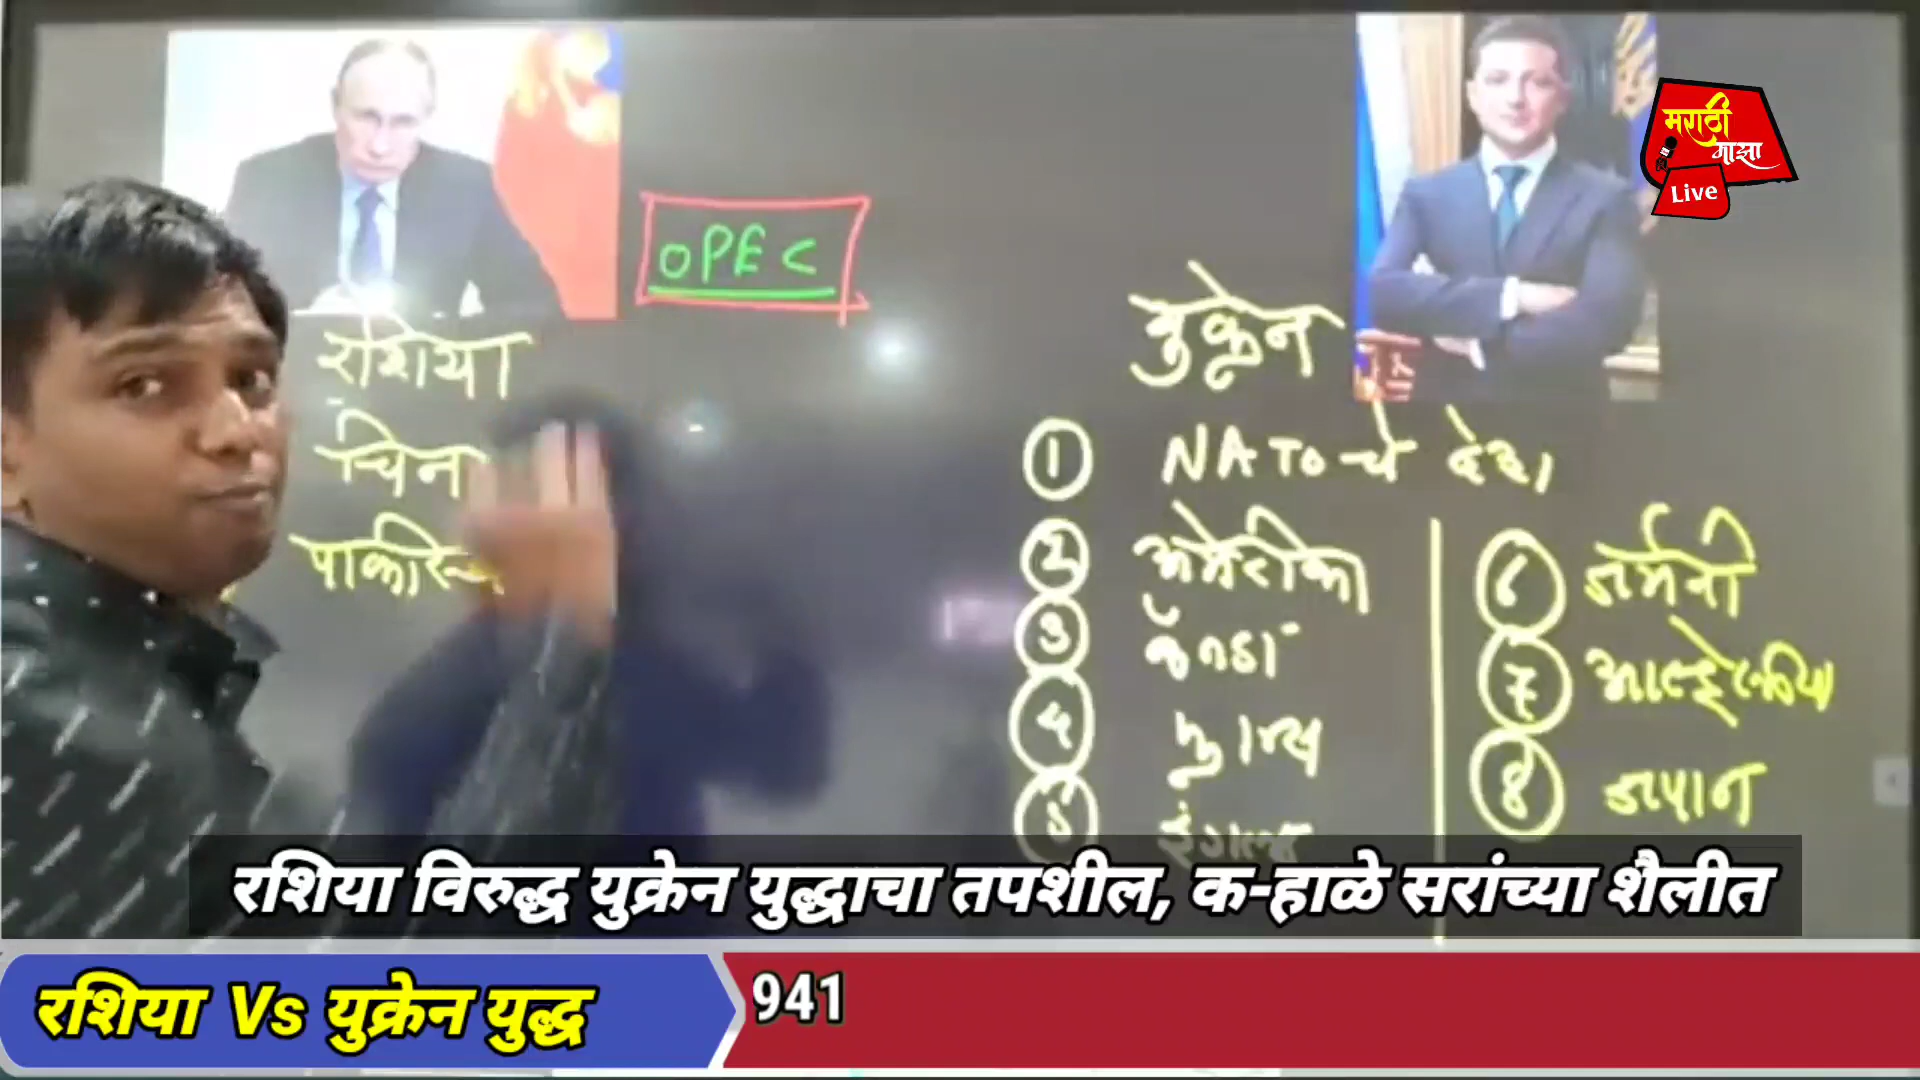 मराठी
माझा
Live
OPEC
रशिया
युक्रेन
चिन
① NATO चे देश
② अमेरीका
③ कॅनडा
④ फ्रान्स
⑥ जर्मनी
⑦
⑧ जपान
रशिया विरुद्ध युक्रेन युद्धाचा तपशील, क-हाळे सरांच्या शैलीत
रशिया Vs युक्रेन युद्ध
941